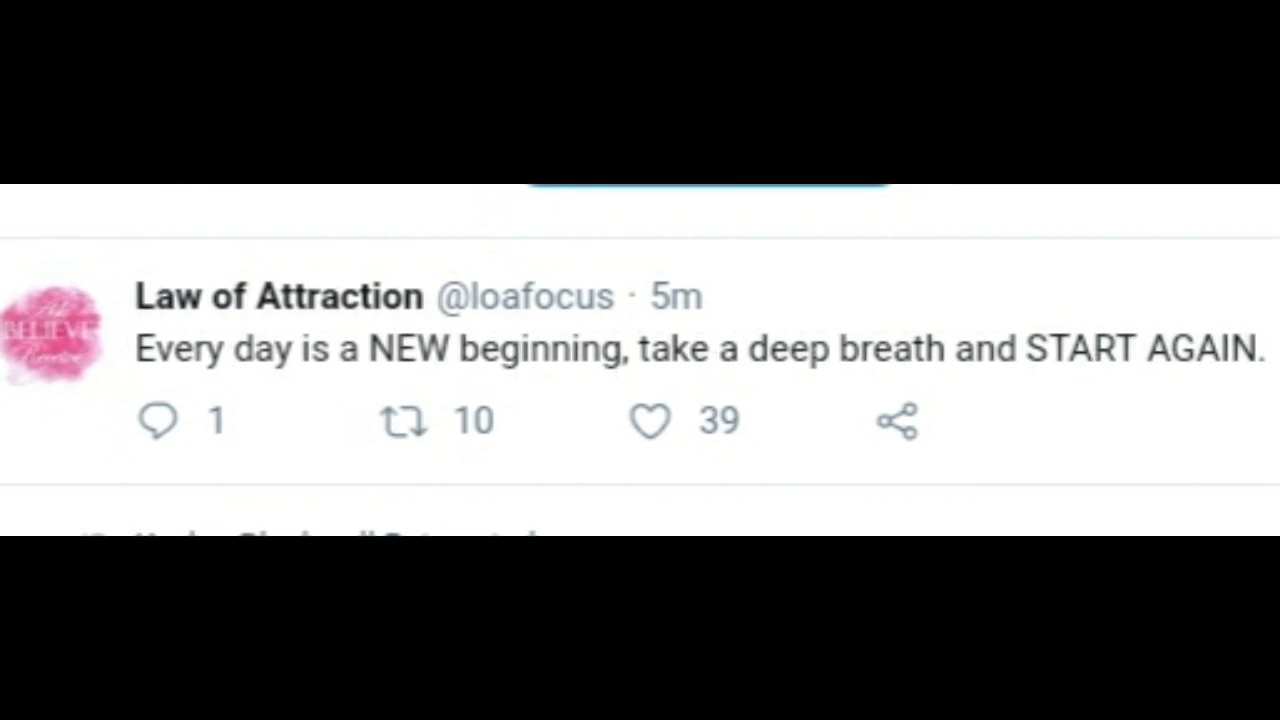 Law of Attraction @loafocus · 5m
BELIEVE
Every day is a NEW beginning, take a deep breath and START AGAIN.
1 10 39